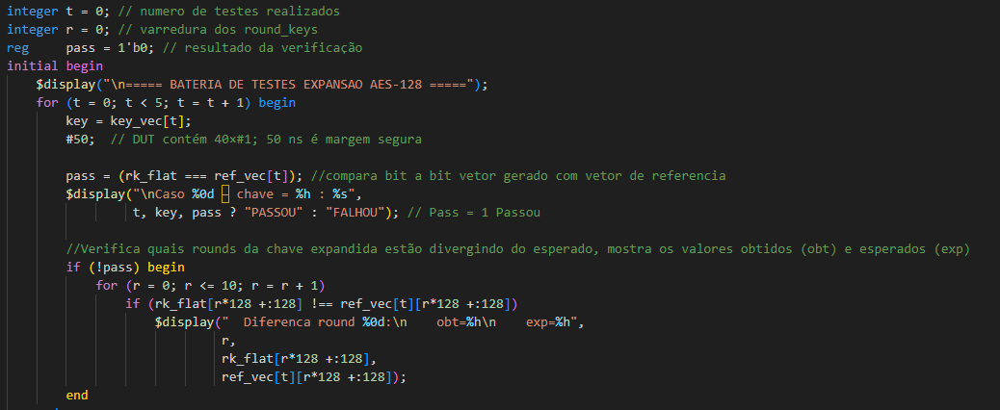 integer t = 0; // numero de testes realizados
integer r = 0; // varredura dos round_keys
reg     pass = 1'b0; // resultado da verificação
initial begin
    $display("\n===== BATERIA DE TESTES EXPANSAO AES-128 =====");
    for (t = 0; t < 5; t = t + 1) begin
        key = key_vec[t];
        #50;  // DUT contém 40×#1; 50 ns é margem segura
        pass = (rk_flat === ref_vec[t]); //compara bit a bit vetor gerado com vetor de referencia
        $display("\nCaso %0d – chave = %h : %s",
                 t, key, pass ? "PASSOU" : "FALHOU"); // Pass = 1 Passou
        //Verifica quais rounds da chave expandida estão divergindo do esperado, mostra os valores obtidos (obt) e esperados (exp)
        if (!pass) begin
            for (r = 0; r <= 10; r = r + 1)
                if (rk_flat[r*128 +:128] !== ref_vec[t][r*128 +:128])
                    $display("  Diferenca round %0d:\n    obt=%h\n    exp=%h",
                             r,
                             rk_flat[r*128 +:128],
                             ref_vec[t][r*128 +:128]);
        end